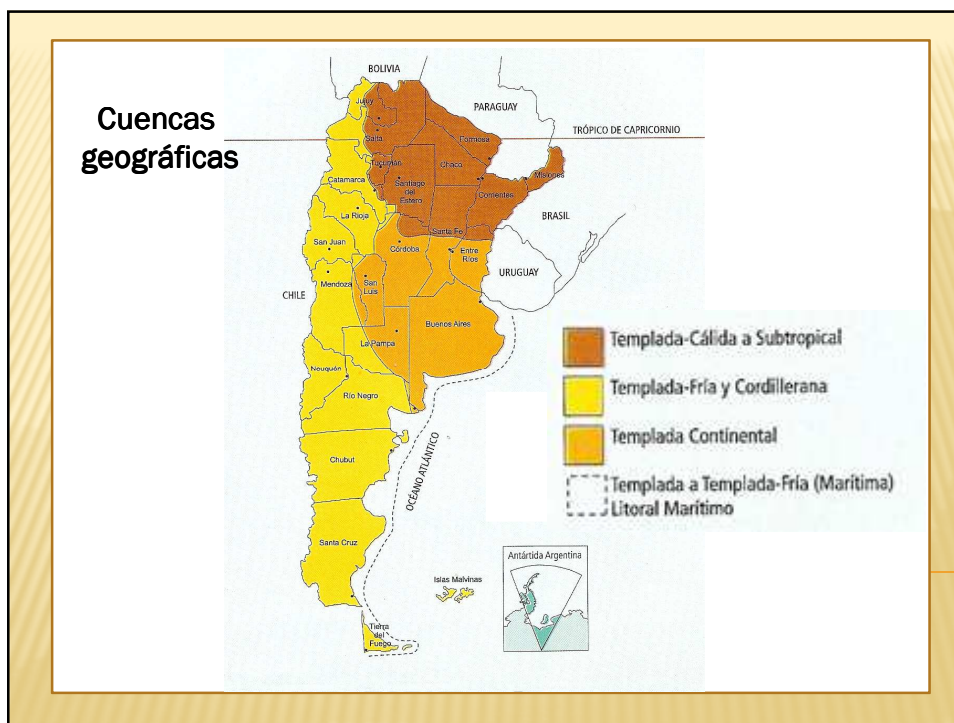 Cuencas
geográficas
BOLIVIA
PARAGUAY
TRÓPICO DE CAPRICORNIO
Jujuy
Salta
Formosa
Tucumán
Chaco
Misiones
Catamarca
Santiago
del
Estero
Corrientes
La Rioja
BRASIL
Santa Fe
San Juan
Córdoba
Entre
Ríos
URUGUAY
Mendoza
San
Luis
CHILE
Buenos Aires
La Pampa
Neuquén
Río Negro
Chubut
OCÉANO ATLÁNTICO
Santa Cruz
Islas Malvinas
Tierra
del
Fuego
Antártida Argentina
Templada-Cálida a Subtropical
Templada-Fría y Cordillerana
Templada Continental
Templada a Templada-Fría (Marítima)
Litoral Marítimo